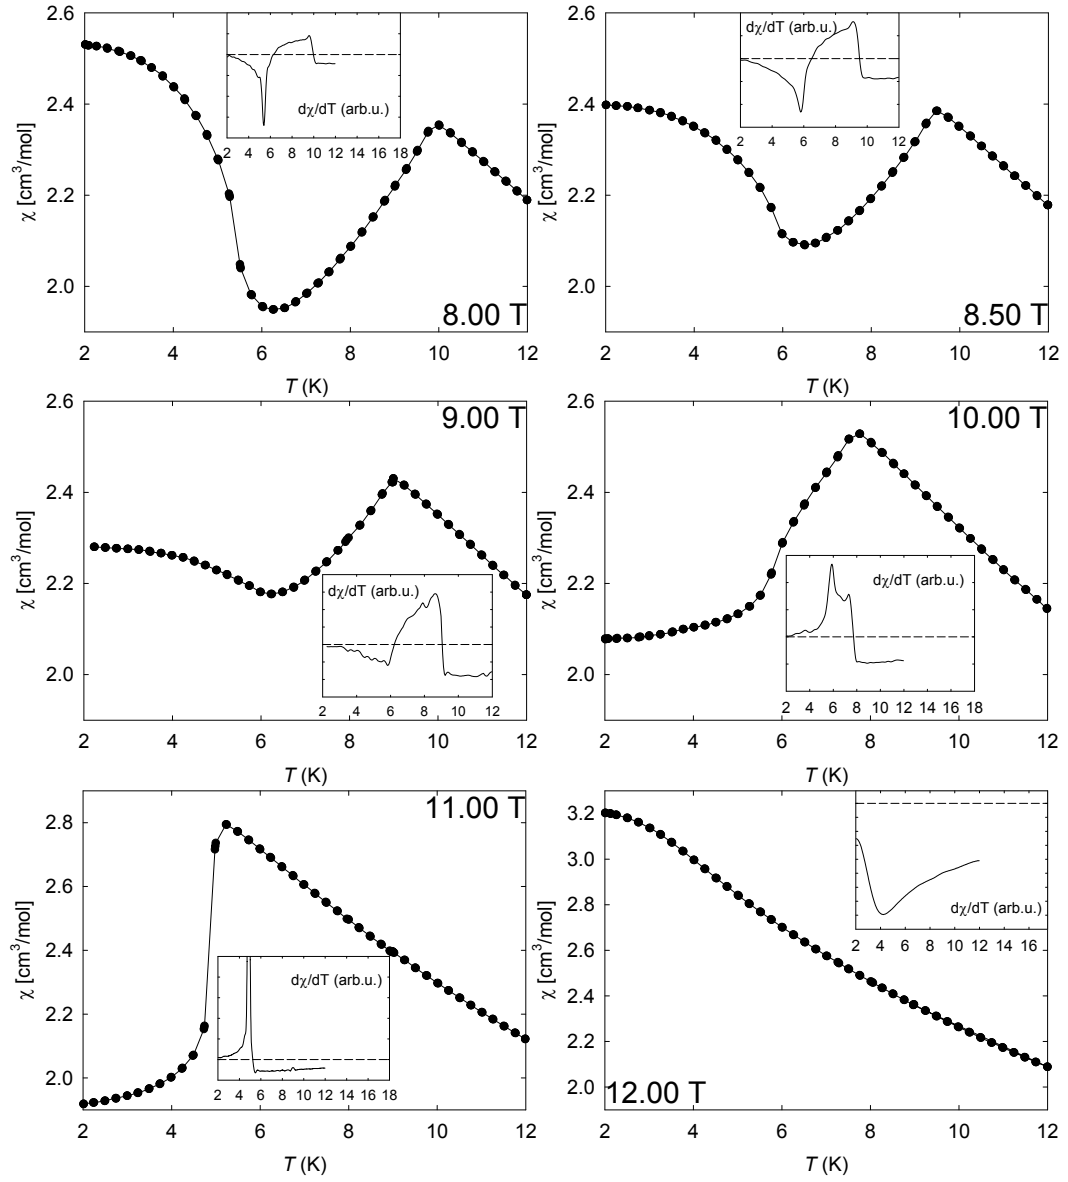 2.6
2.4
2.2
2.0
χ [cm³/mol]
2 4 6 8 10 12
T (K)
8.00 T
dχ/dT (arb.u.)
2 4 6 8 10 12 14 16 18
2.6
2.4
2.2
2.0
χ [cm³/mol]
2 4 6 8 10 12
T (K)
8.50 T
dχ/dT (arb.u.)
2 4 6 8 10 12
2.6
2.4
2.2
2.0
χ [cm³/mol]
2 4 6 8 10 12
T (K)
9.00 T
dχ/dT (arb.u.)
2 4 6 8 10 12
2.6
2.4
2.2
2.0
χ [cm³/mol]
2 4 6 8 10 12
T (K)
10.00 T
dχ/dT (arb.u.)
2 4 6 8 10 12 14 16 18
2.8
2.6
2.4
2.2
2.0
χ [cm³/mol]
2 4 6 8 10 12
T (K)
11.00 T
dχ/dT (arb.u.)
2 4 6 8 10 12 14 16 18
3.2
3.0
2.8
2.6
2.4
2.2
2.0
χ [cm³/mol]
2 4 6 8 10 12
T (K)
12.00 T
dχ/dT (arb.u.)
2 4 6 8 10 12 14 16